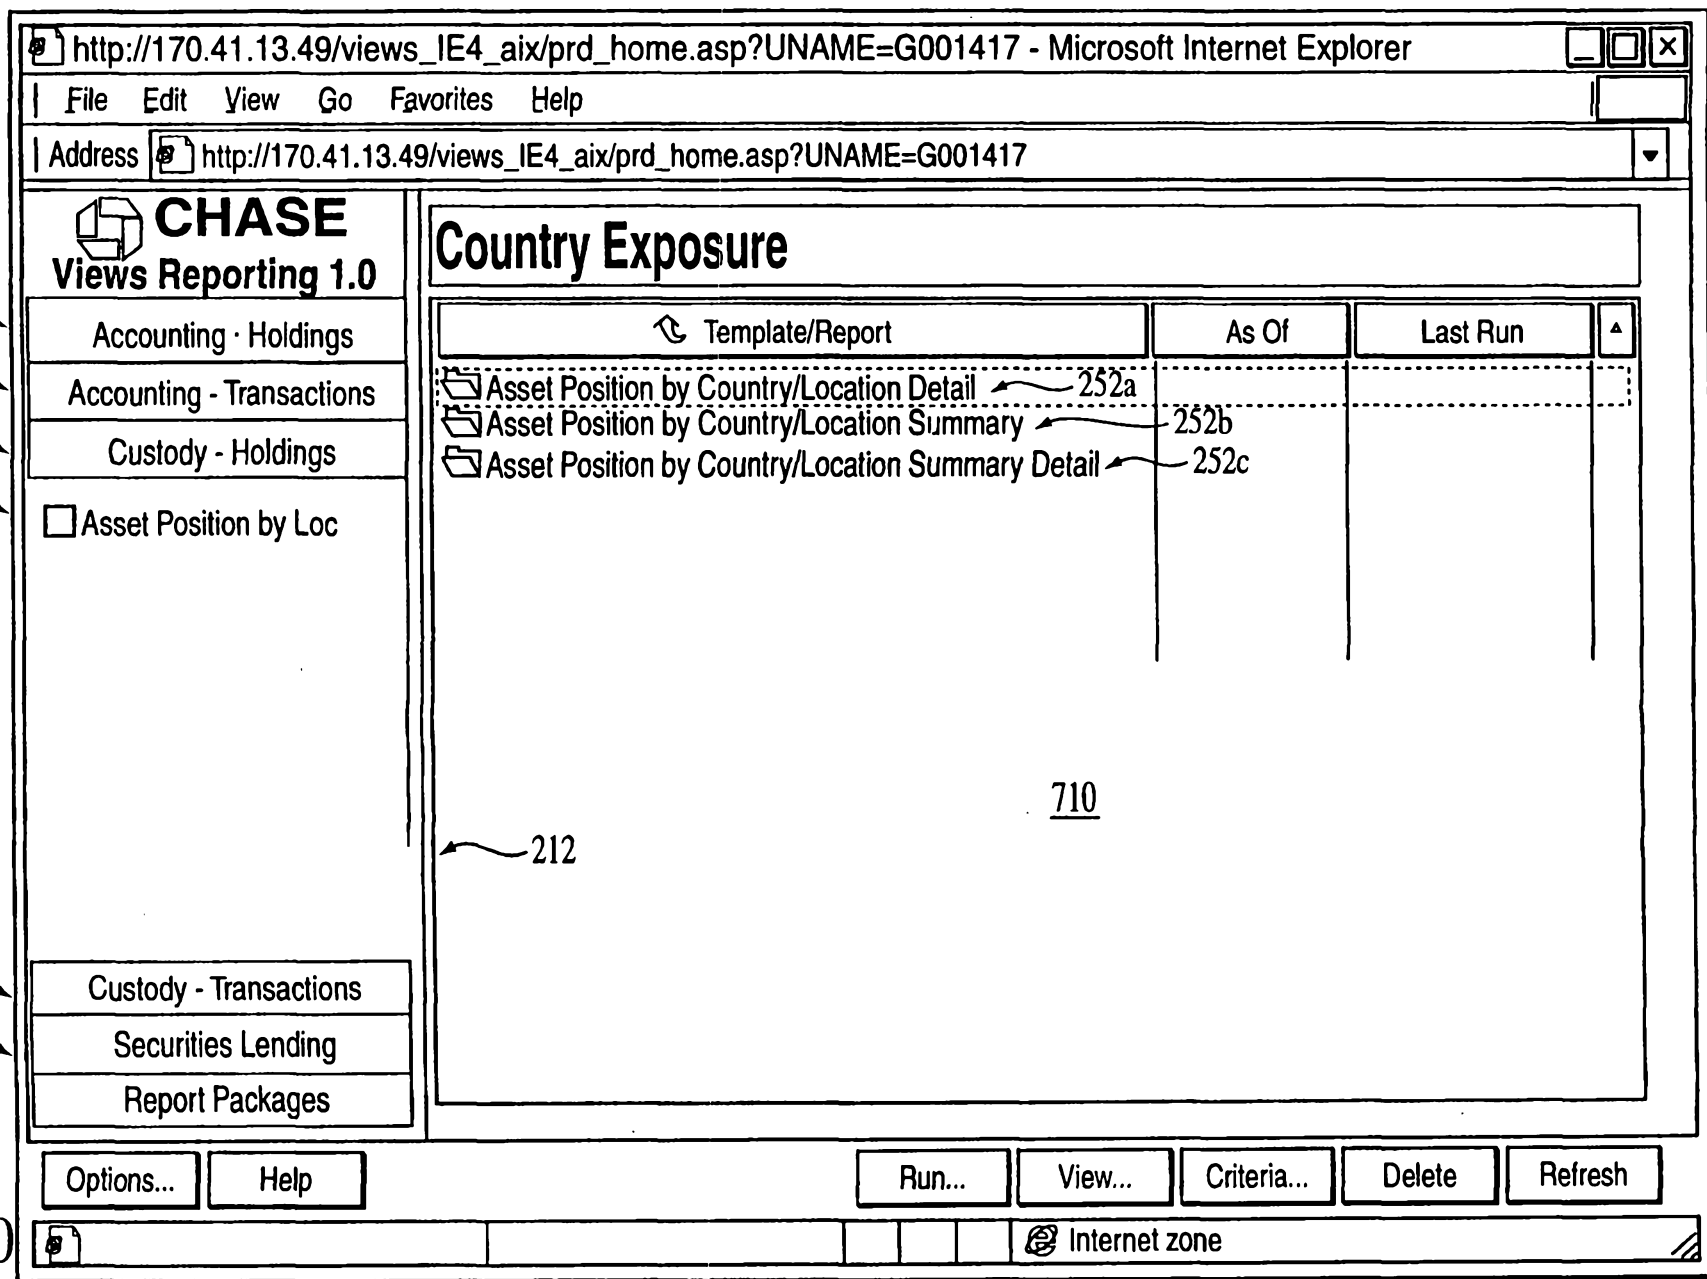 http://170.41.13.49/views_IE4_aix/prd_home.asp?UNAME=G001417 - Microsoft Internet Explorer
File Edit View Go Favorites Help
Address http://170.41.13.49/views_IE4_aix/prd_home.asp?UNAME=G001417
CHASE
Views Reporting 1.0
Accounting · Holdings
Accounting - Transactions
Custody - Holdings
Asset Position by Loc
Custody - Transactions
Securities Lending
Report Packages
Country Exposure
Template/Report As Of Last Run
Asset Position by Country/Location Detail 252a
Asset Position by Country/Location Summary 252b
Asset Position by Country/Location Summary Detail 252c
710
212
Options... Help Run... View... Criteria... Delete Refresh
Internet zone